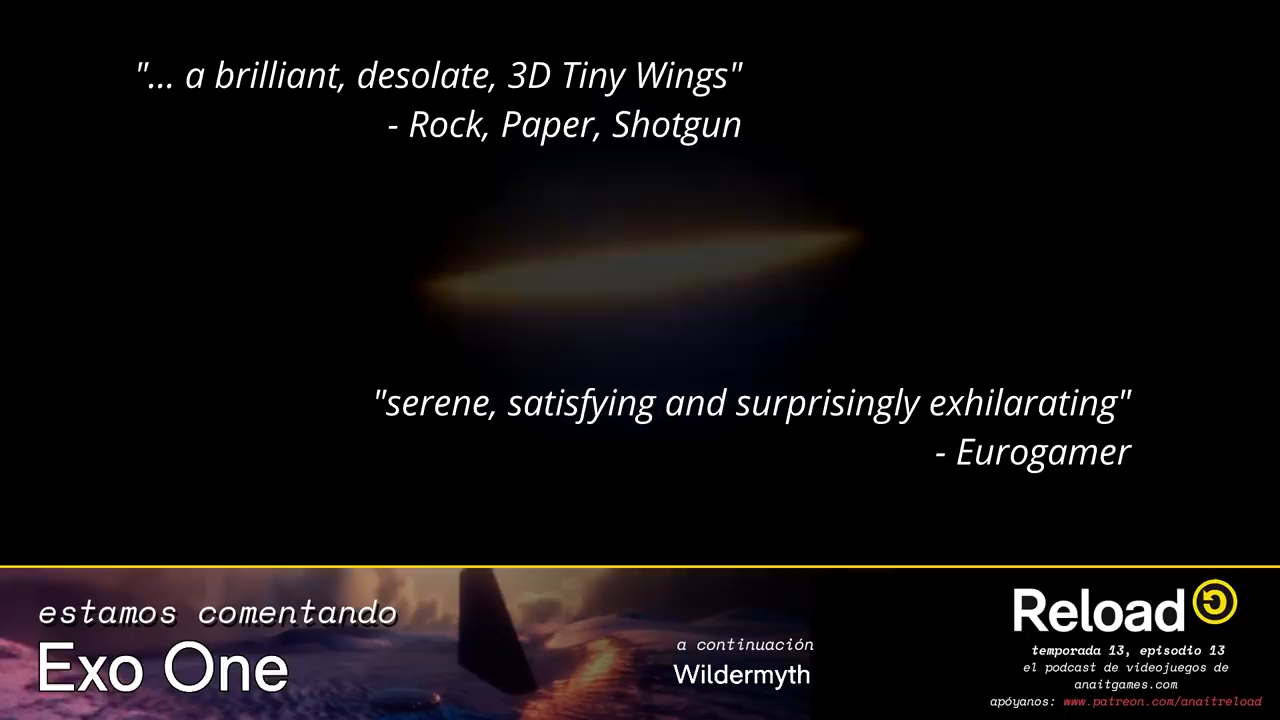 "... a brilliant, desolate, 3D Tiny Wings"
- Rock, Paper, Shotgun
"serene, satisfying and surprisingly exhilarating"
- Eurogamer
estamos comentando
Exo One
a continuación
Wildermyth
Reload
temporada 13, episodio 13
el podcast de videojuegos de
anaitgames.com
apóyanos: www.patreon.com/anaitreload